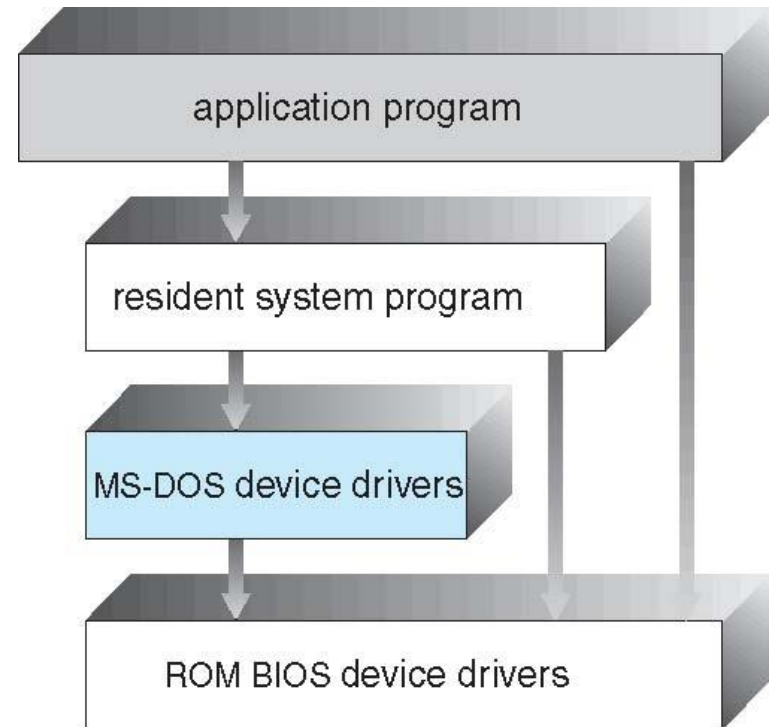 application program
resident system program
MS-DOS device drivers
ROM BIOS device drivers